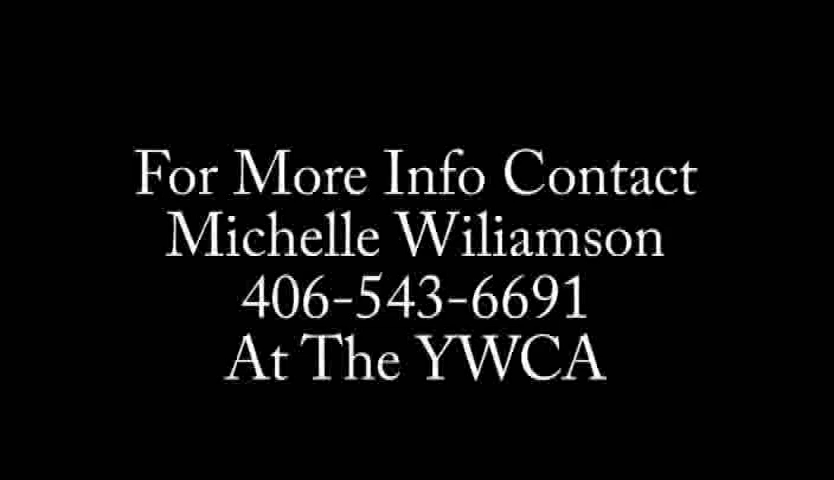 For More Info Contact
Michelle Wiliamson
406-543-6691
At The YWCA